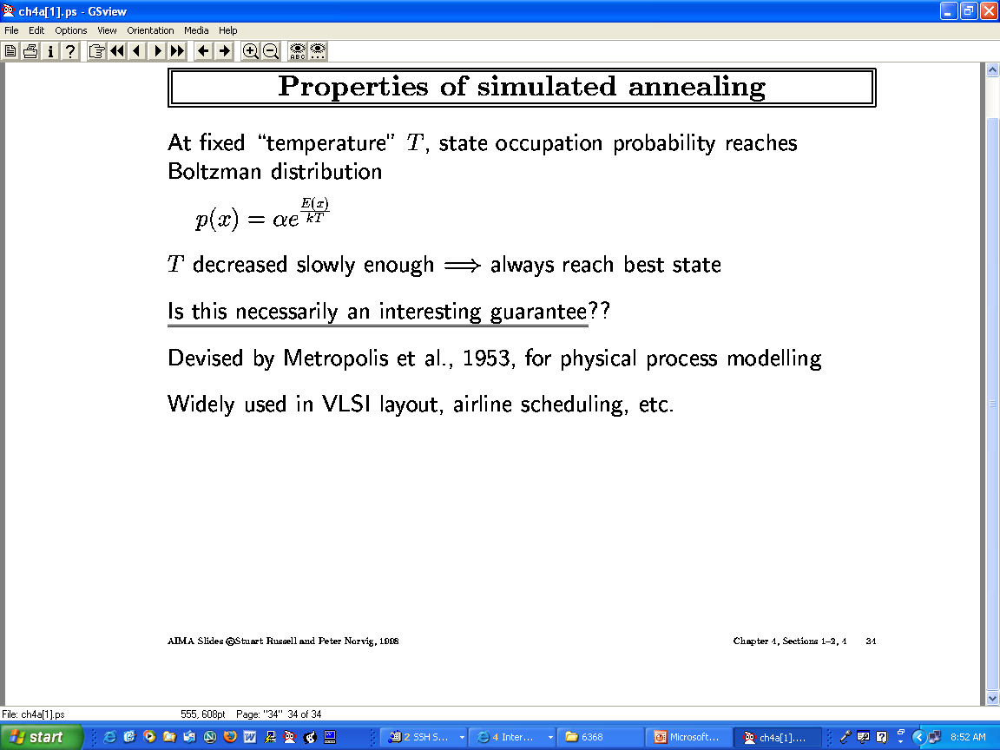 ch4a[1].ps - GSview
File Edit Options View Orientation Media Help
Properties of simulated annealing
At fixed “temperature” T, state occupation probability reaches
Boltzman distribution
p(x) = αe^{E(x)/kT}
T decreased slowly enough ⟹ always reach best state
Is this necessarily an interesting guarantee??
Devised by Metropolis et al., 1953, for physical process modelling
Widely used in VLSI layout, airline scheduling, etc.
AIMA Slides ©Stuart Russell and Peter Norvig, 1998 Chapter 4, Sections 1–2, 4 34
File: ch4a[1].ps 555, 608pt Page: "34" 34 of 34
start 2 SSH S... 4 Inter... 6368 Microsoft... ch4a[1].... 8:52 AM